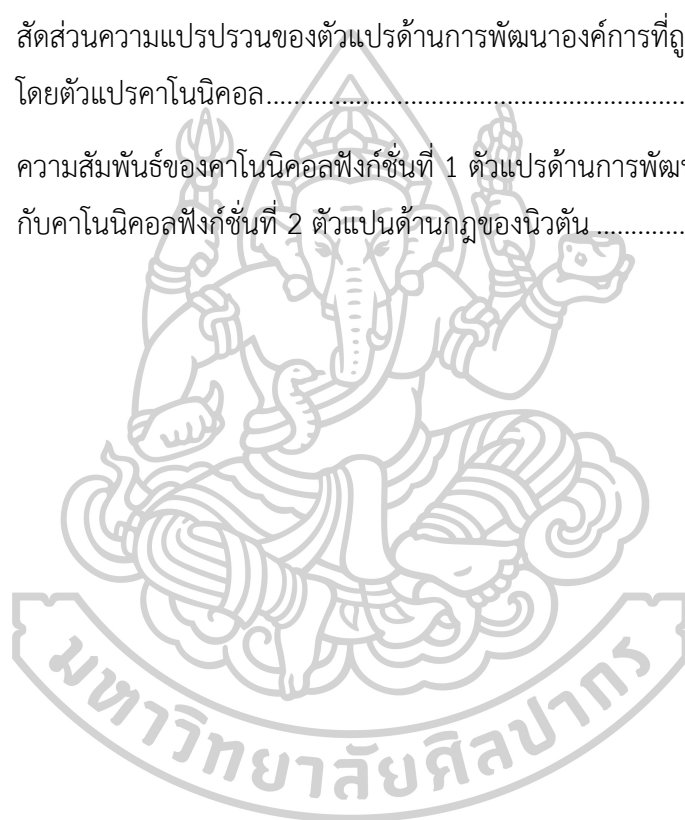 สัดส่วนความแปรปรวนของตัวแปรด้านการพัฒนาองค์การที่ถู
โดยตัวแปรคาโนนิคอล
ความสัมพันธ์ของคาโนนิคอลฟังก์ชั่นที่ 1 ตัวแปรด้านการพัฒ
กับคาโนนิคอลฟังก์ชั่นที่ 2 ตัวแปนด้านกฎของนิวตัน
มหาวิทยาลัยศิลปากร